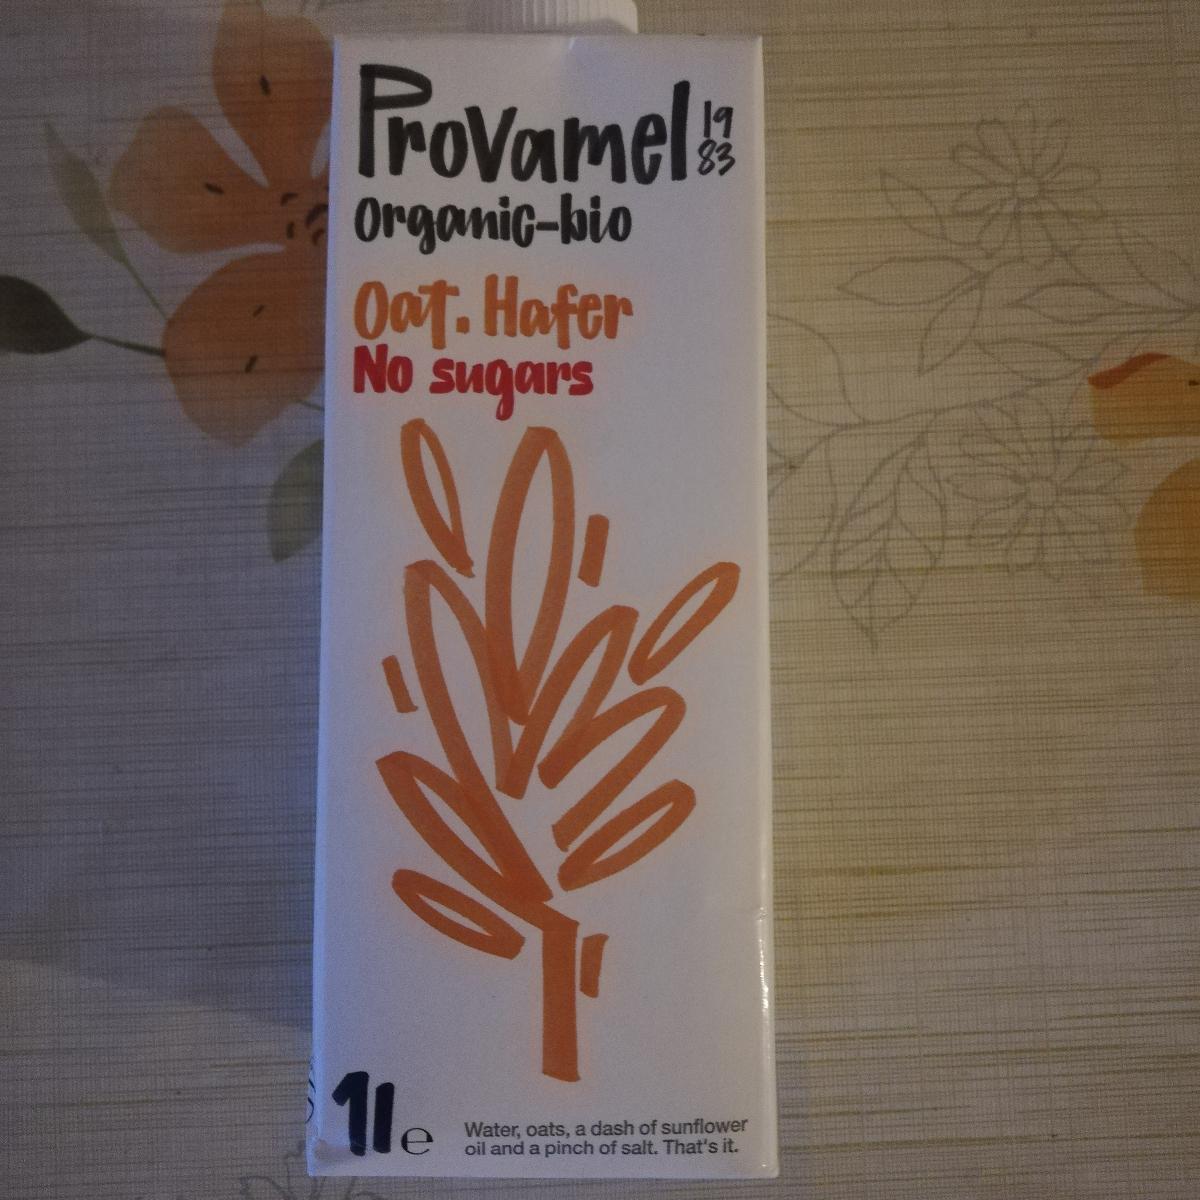 Provamel 19
83
organic-bio
Oat. Hafer
No sugars
1l e
Water, oats, a dash of sunflower
oil and a pinch of salt. That's it.